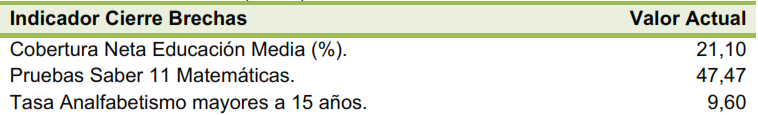 Indicador Cierre Brechas Valor Actual
Cobertura Neta Educación Media (%). 21,10
Pruebas Saber 11 Matemáticas. 47,47
Tasa Analfabetismo mayores a 15 años. 9,60